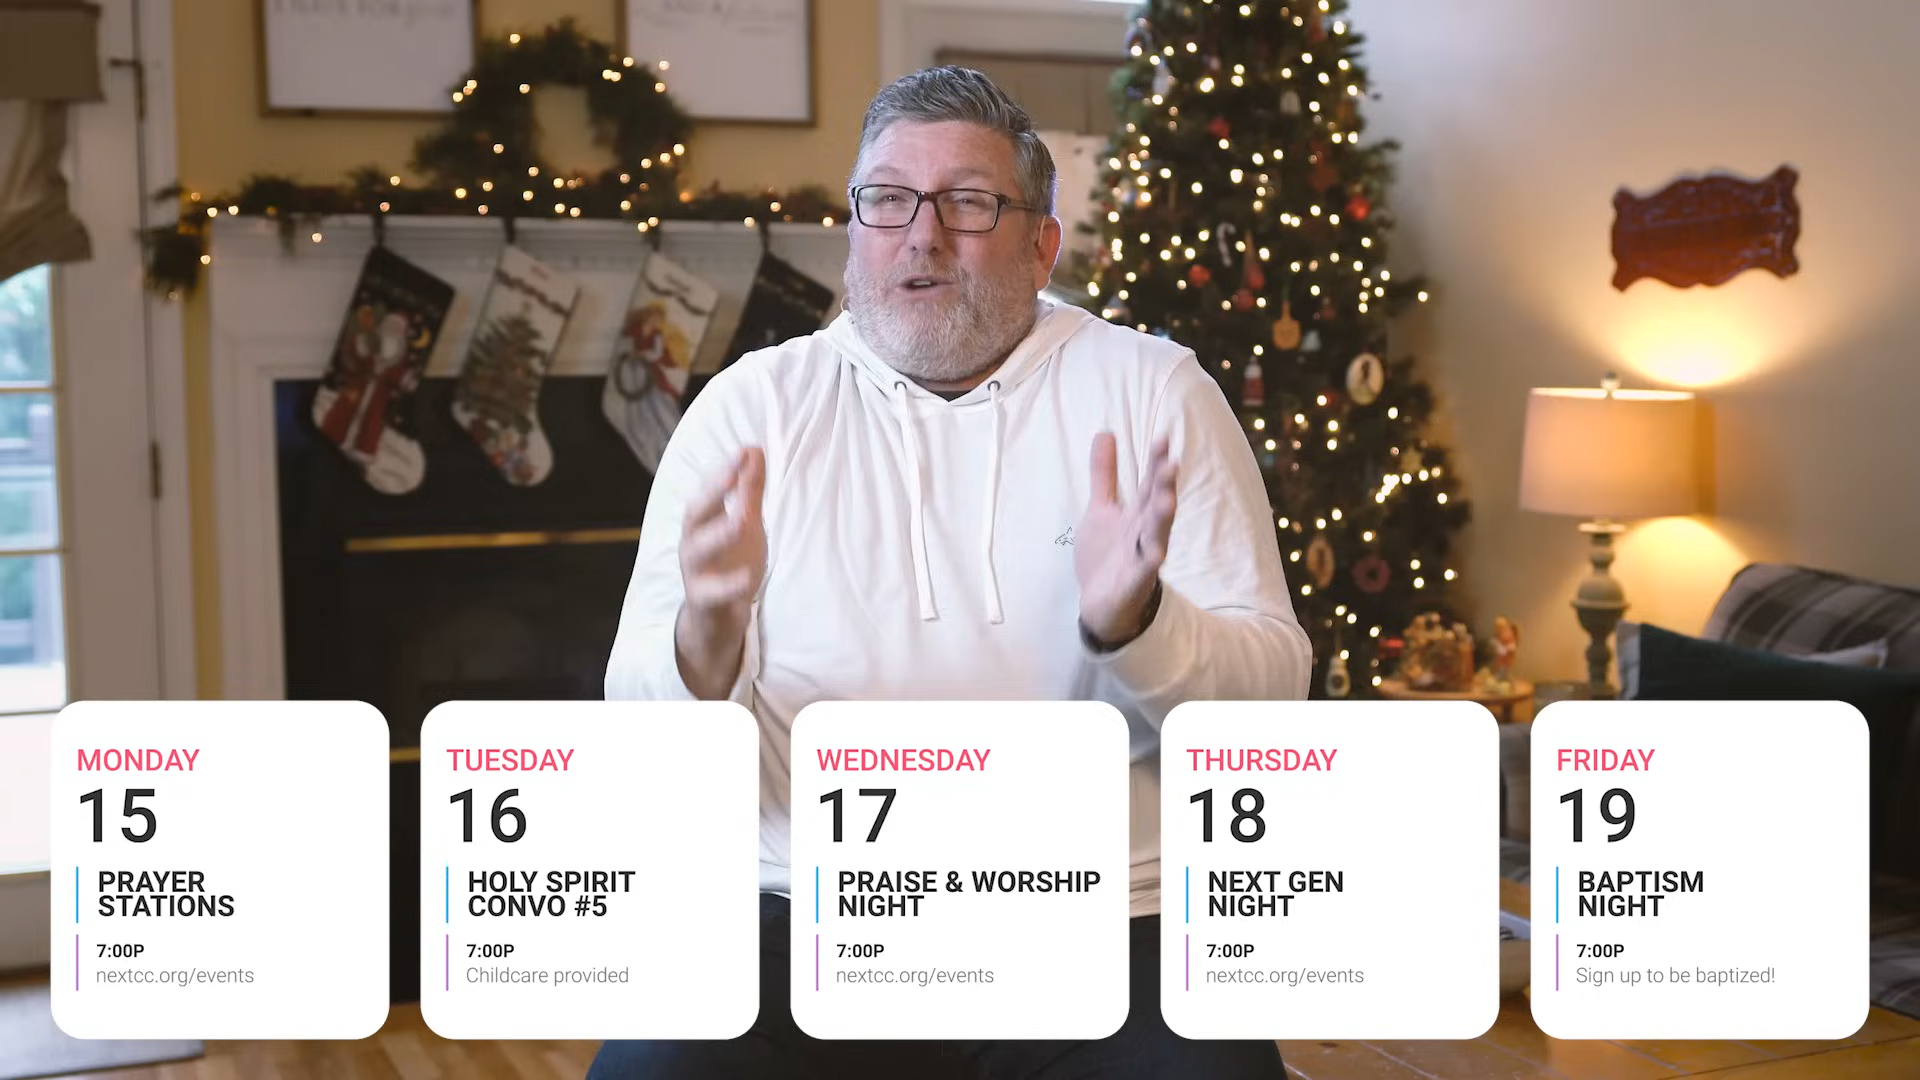 MONDAY
15
PRAYER
STATIONS
7:00P
nextcc.org/events
TUESDAY
16
HOLY SPIRIT
CONVO #5
7:00P
Childcare provided
WEDNESDAY
17
PRAISE & WORSHIP
NIGHT
7:00P
nextcc.org/events
THURSDAY
18
NEXT GEN
NIGHT
7:00P
nextcc.org/events
FRIDAY
19
BAPTISM
NIGHT
7:00P
Sign up to be baptized!